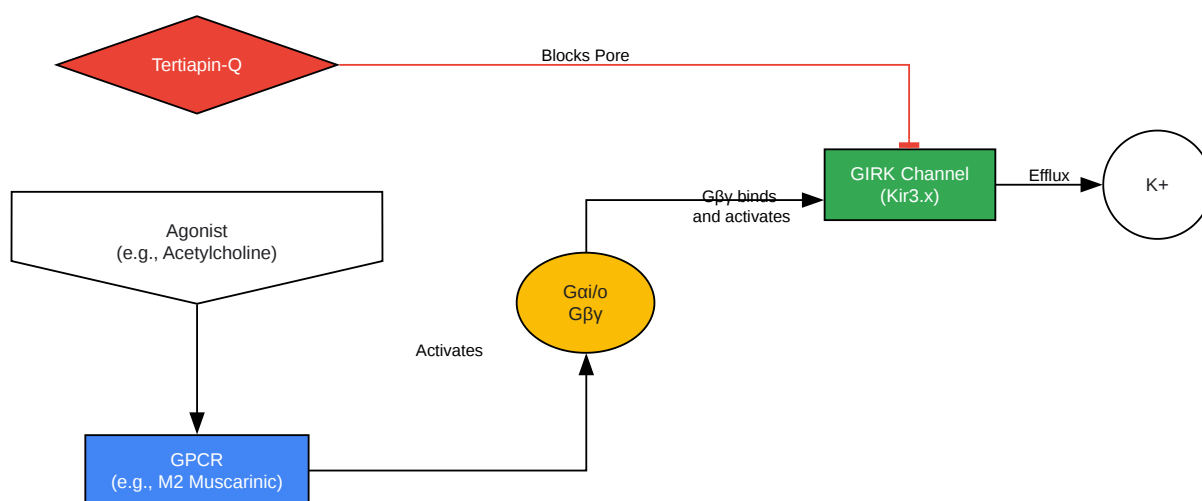 Tertiapin-Q
Blocks Pore
GIRK Channel
(Kir3.x)
Efflux
K+
Gβγ binds
and activates
Agonist
(e.g., Acetylcholine)
Gαi/o
Gβγ
Activates
GPCR
(e.g., M2 Muscarinic)